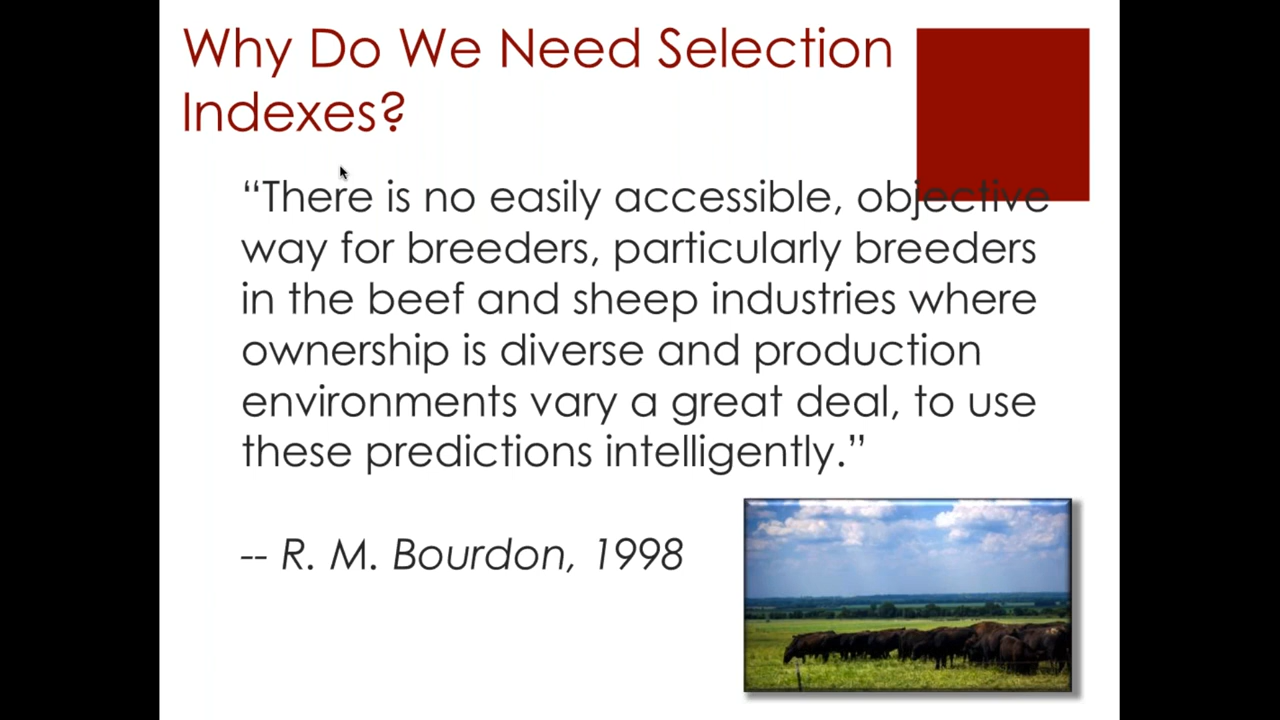 Why Do We Need Selection
Indexes?
“There is no easily accessible, objective
way for breeders, particularly breeders
in the beef and sheep industries where
ownership is diverse and production
environments vary a great deal, to use
these predictions intelligently.”
-- R. M. Bourdon, 1998